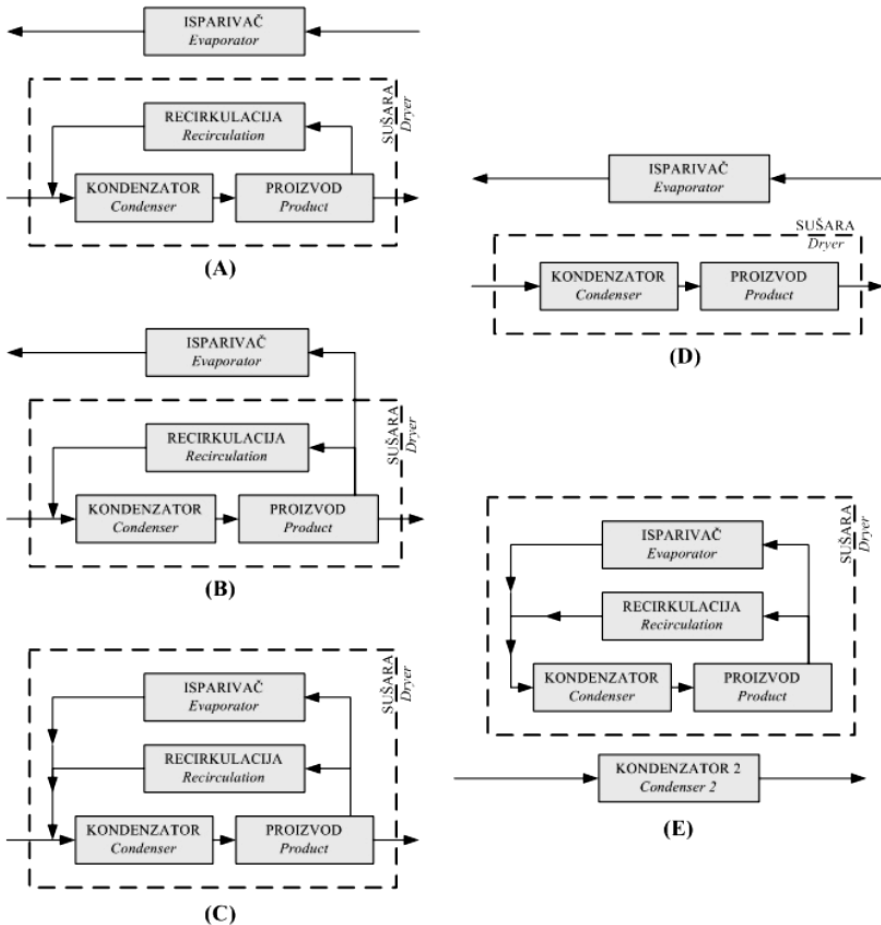 ISPARIVAČ
Evaporator
SUŠARA
Dryer
RECIRKULACIJA
Recirculation
KONDENZATOR
Condenser
PROIZVOD
Product
(A)
ISPARIVAČ
Evaporator
SUŠARA
Dryer
RECIRKULACIJA
Recirculation
KONDENZATOR
Condenser
PROIZVOD
Product
(B)
ISPARIVAČ
Evaporator
SUŠARA
Dryer
RECIRKULACIJA
Recirculation
KONDENZATOR
Condenser
PROIZVOD
Product
(C)
ISPARIVAČ
Evaporator
SUŠARA
Dryer
KONDENZATOR
Condenser
PROIZVOD
Product
(D)
ISPARIVAČ
Evaporator
SUŠARA
Dryer
RECIRKULACIJA
Recirculation
KONDENZATOR
Condenser
PROIZVOD
Product
KONDENZATOR 2
Condenser 2
(E)